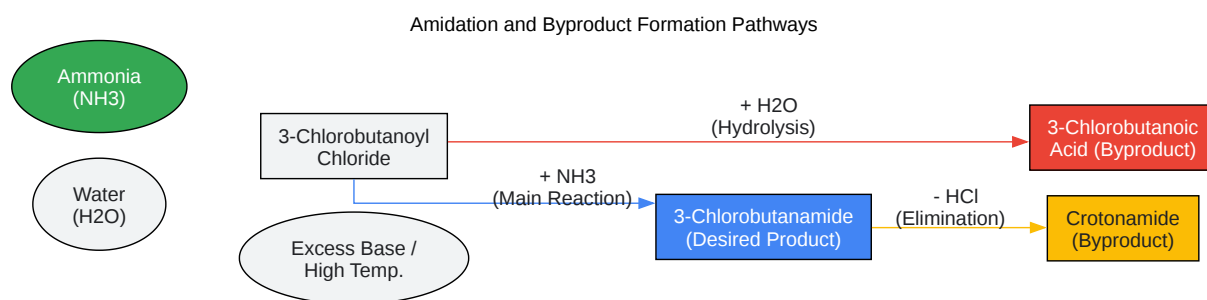 Amidation and Byproduct Formation Pathways
Ammonia
(NH3)
Water
(H2O)
3-Chlorobutanoyl
Chloride
+ H2O
(Hydrolysis)
3-Chlorobutanoic
Acid (Byproduct)
+ NH3
(Main Reaction)
3-Chlorobutanamide
(Desired Product)
- HCl
(Elimination)
Crotonamide
(Byproduct)
Excess Base /
High Temp.